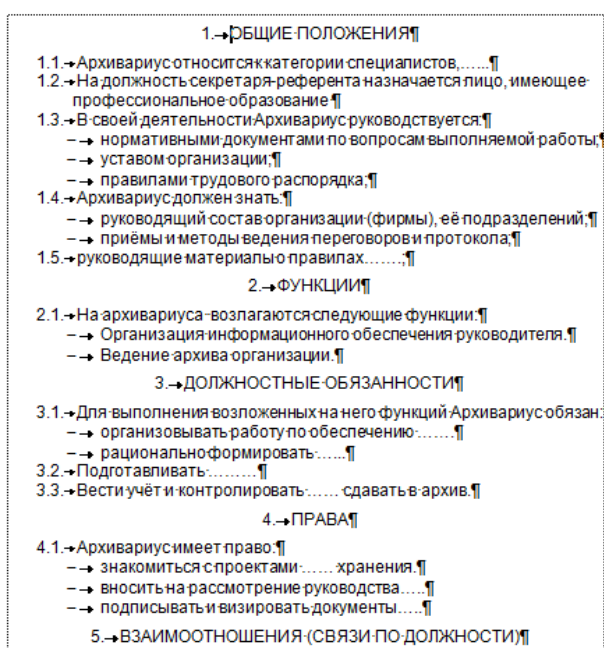 1. ОБЩИЕ ПОЛОЖЕНИЯ¶
1.1. Архивариус относится к категории специалистов,…...¶
1.2. На должность секретаря-референта назначается лицо, имеющее
профессиональное образование ¶
1.3. В своей деятельности Архивариус руководствуется:¶
– нормативными документами по вопросам выполняемой работы;¶
– уставом организации;¶
– правилами трудового распорядка;¶
1.4. Архивариус должен знать:¶
– руководящий состав организации (фирмы), её подразделений;¶
– приёмы и методы ведения переговоров и протокола;¶
1.5. руководящие материалы о правилах…….;¶
2. ФУНКЦИИ¶
2.1. На архивариуса возлагаются следующие функции:¶
– Организация информационного обеспечения руководителя.¶
– Ведение архива организации.¶
3. ДОЛЖНОСТНЫЕ ОБЯЗАННОСТИ¶
3.1. Для выполнения возложенных на него функций Архивариус обязан:
– организовывать работу по обеспечению …….¶
– рационально формировать …...¶
3.2. Подготавливать ………¶
3.3. Вести учёт и контролировать …… сдавать в архив.¶
4. ПРАВА¶
4.1. Архивариус имеет право:¶
– знакомиться с проектами …… хранения.¶
– вносить на рассмотрение руководства…..¶
– подписывать и визировать документы…..¶
5. ВЗАИМООТНОШЕНИЯ (СВЯЗИ ПО ДОЛЖНОСТИ)¶